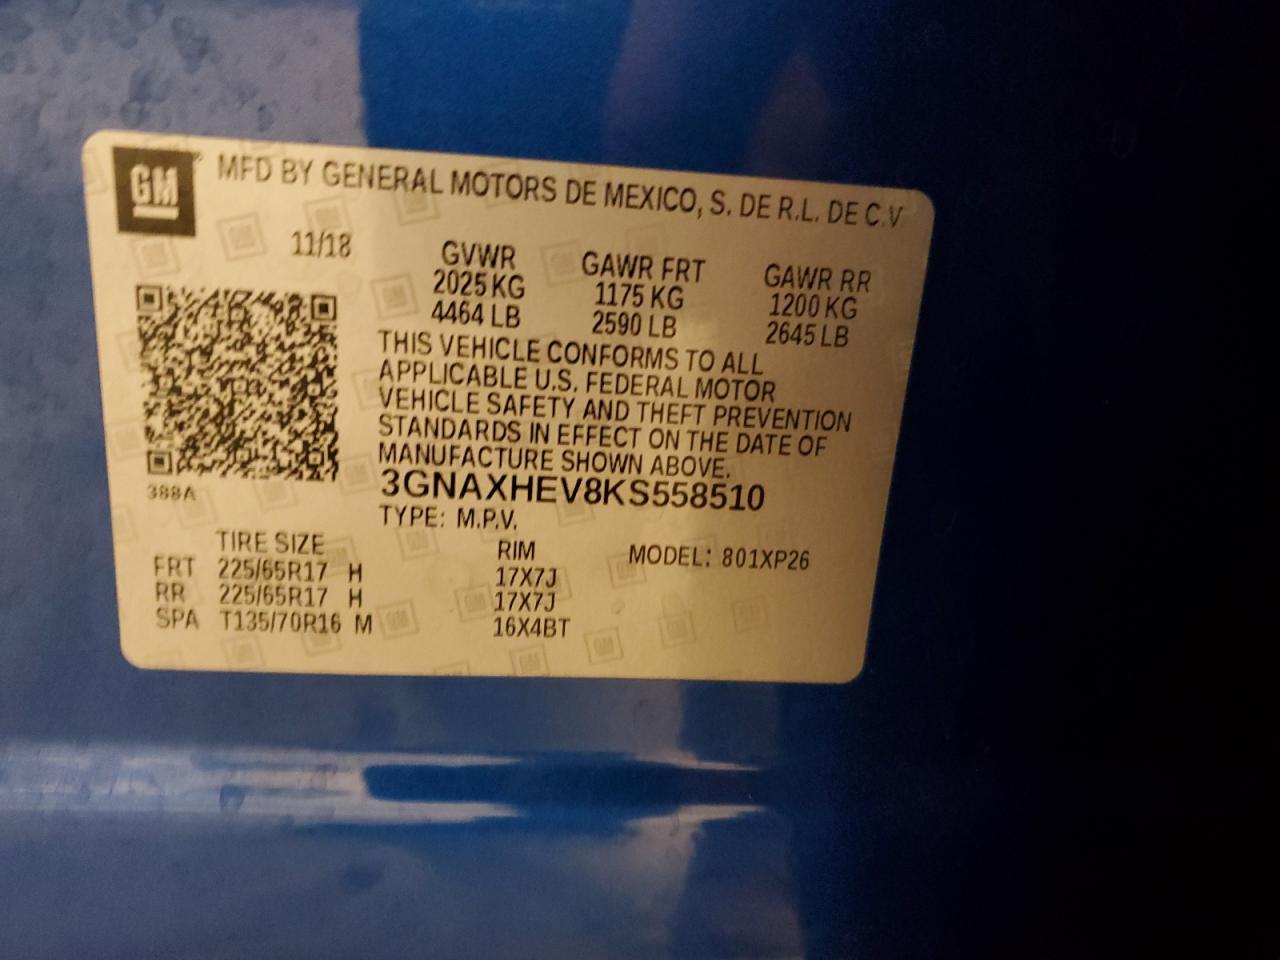 GM
MFD BY GENERAL MOTORS DE MEXICO, S. DE R.L. DE C.V
11/18
GVWR GAWR FRT GAWR RR
2025 KG 1175 KG 1200 KG
4464 LB 2590 LB 2645 LB
THIS VEHICLE CONFORMS TO ALL
APPLICABLE U.S. FEDERAL MOTOR
VEHICLE SAFETY AND THEFT PREVENTION
STANDARDS IN EFFECT ON THE DATE OF
MANUFACTURE SHOWN ABOVE.
388A
3GNAXHEV8KS558510
TYPE: M.P.V.
TIRE SIZE RIM MODEL: 801XP26
FRT 225/65R17 H 17X7J
RR 225/65R17 H 17X7J
SPA T135/70R16 M 16X4BT